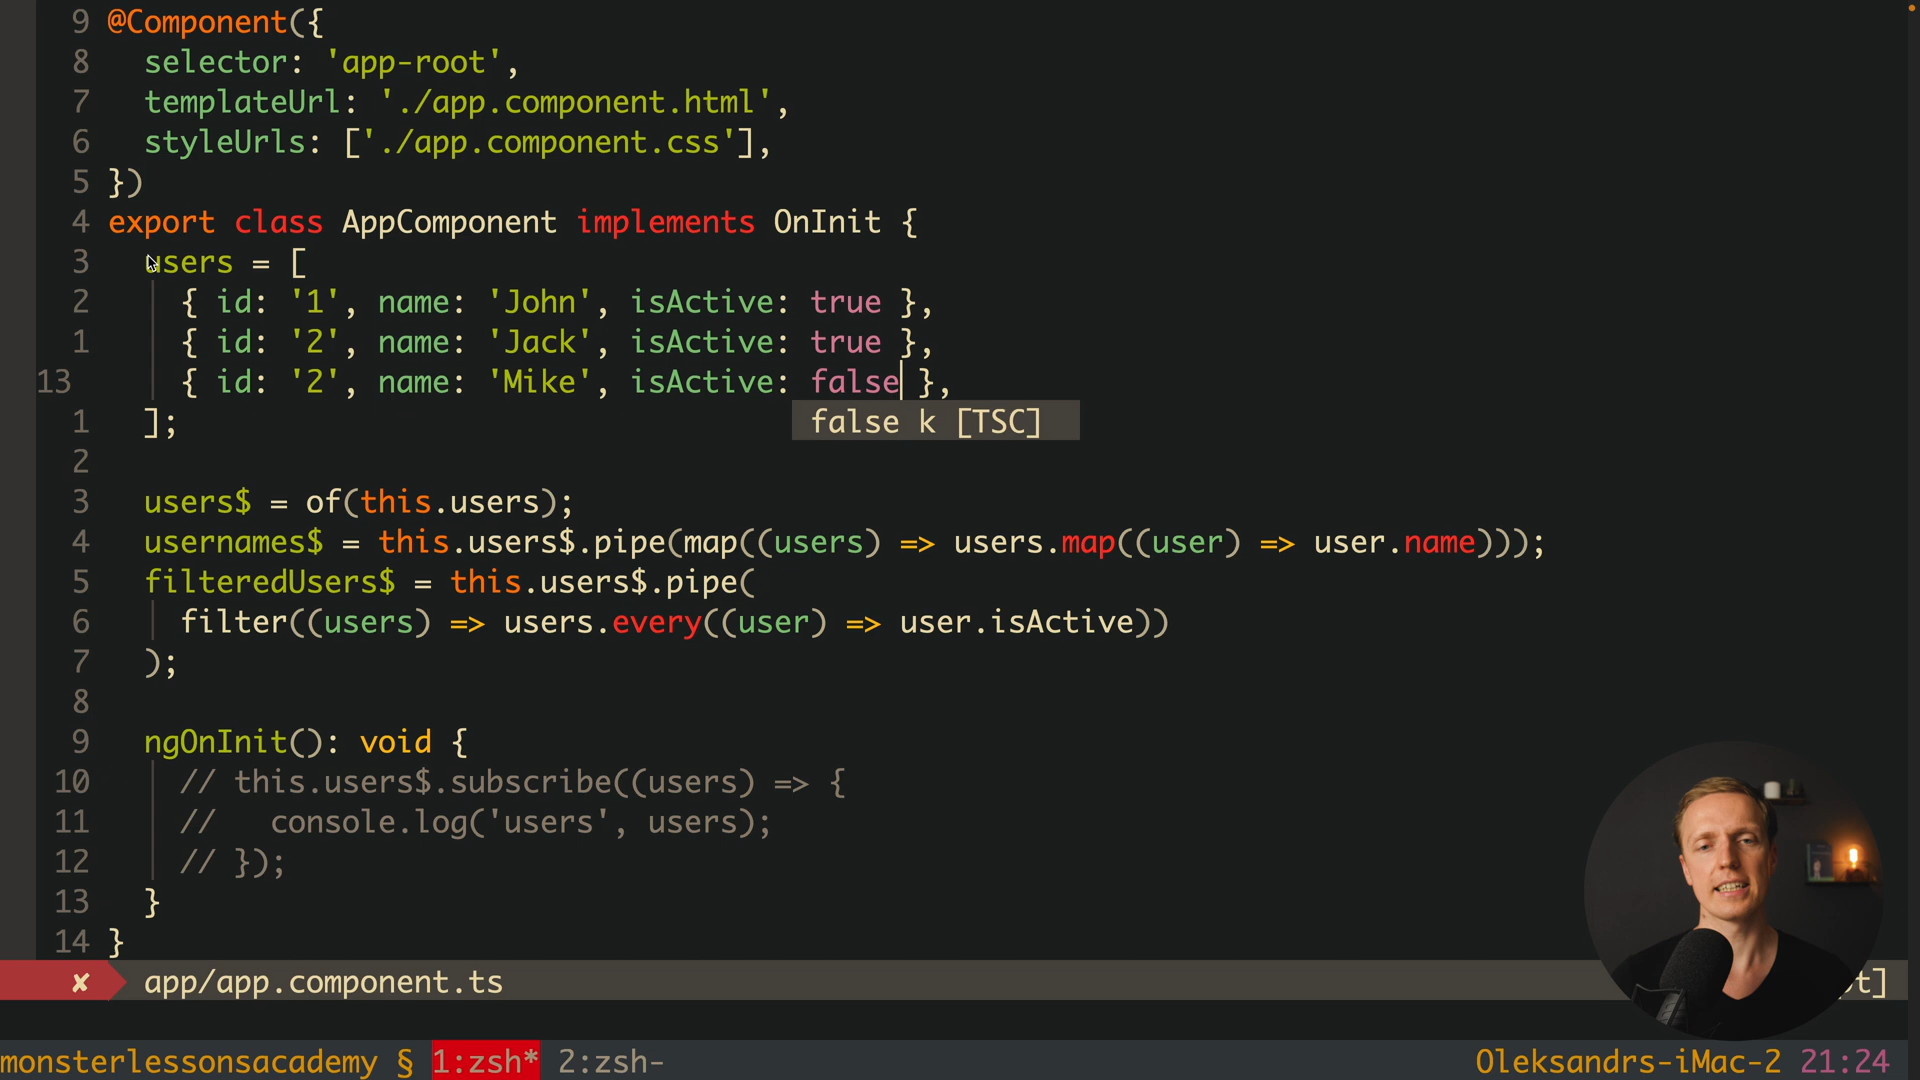 9 @Component({
8 selector: 'app-root',
7 templateUrl: './app.component.html',
6 styleUrls: ['./app.component.css'],
5 })
4 export class AppComponent implements OnInit {
3 users = [
2 { id: '1', name: 'John', isActive: true },
1 { id: '2', name: 'Jack', isActive: true },
13 { id: '2', name: 'Mike', isActive: false },
false k [TSC]
1 ];
2
3 users$ = of(this.users);
4 usernames$ = this.users$.pipe(map((users) => users.map((user) => user.name)));
5 filteredUsers$ = this.users$.pipe(
6 filter((users) => users.every((user) => user.isActive))
7 );
8
9 ngOnInit(): void {
10 // this.users$.subscribe((users) => {
11 //   console.log('users', users);
12 // });
13 }
14 }
✘ app/app.component.ts
monsterlessonsacademy § 1:zsh* 2:zsh- Oleksandrs-iMac-2 21:24